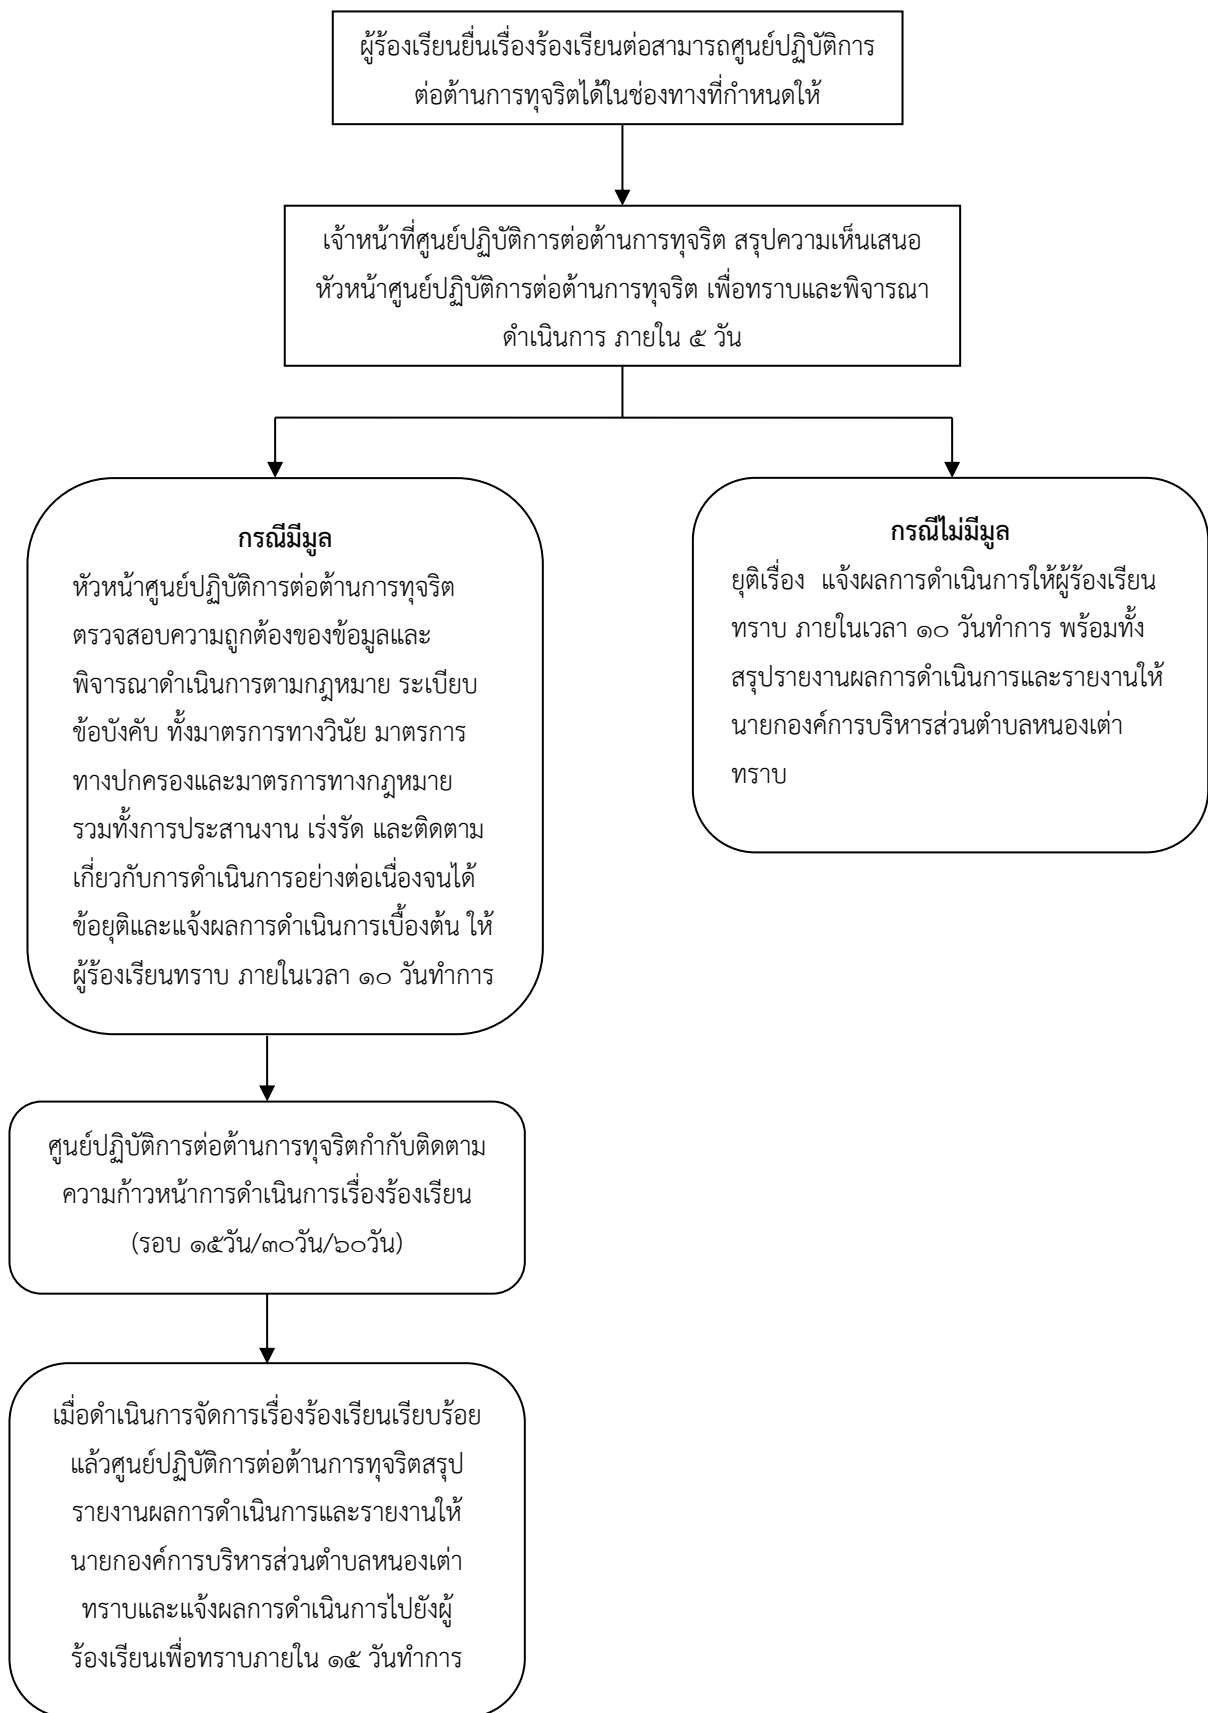 ผู้ร้องเรียนยื่นเรื่องร้องเรียนต่อสามารถศูนย์ปฏิบัติการ
ต่อต้านการทุจริตได้ในช่องทางที่กำหนดให้
เจ้าหน้าที่ศูนย์ปฏิบัติการต่อต้านการทุจริต สรุปความเห็นเสนอ
หัวหน้าศูนย์ปฏิบัติการต่อต้านการทุจริต เพื่อทราบและพิจารณา
ดำเนินการ ภายใน ๕ วัน
กรณีมีมูล
หัวหน้าศูนย์ปฏิบัติการต่อต้านการทุจริต
ตรวจสอบความถูกต้องของข้อมูลและ
พิจารณาดำเนินการตามกฎหมาย ระเบียบ
ข้อบังคับ ทั้งมาตรการทางวินัย มาตรการ
ทางปกครองและมาตรการทางกฎหมาย
รวมทั้งการประสานงาน เร่งรัด และติดตาม
เกี่ยวกับการดำเนินการอย่างต่อเนื่องจนได้
ข้อยุติและแจ้งผลการดำเนินการเบื้องต้น ให้
ผู้ร้องเรียนทราบ ภายในเวลา ๑๐ วันทำการ
กรณีไม่มีมูล
ยุติเรื่อง แจ้งผลการดำเนินการให้ผู้ร้องเรียน
ทราบ ภายในเวลา ๑๐ วันทำการ พร้อมทั้ง
สรุปรายงานผลการดำเนินการและรายงานให้
นายกองค์การบริหารส่วนตำบลหนองเต่า
ทราบ
ศูนย์ปฏิบัติการต่อต้านการทุจริตกำกับติดตาม
ความก้าวหน้าการดำเนินการเรื่องร้องเรียน
(รอบ ๑๕วัน/๓๐วัน/๖๐วัน)
เมื่อดำเนินการจัดการเรื่องร้องเรียนเรียบร้อย
แล้วศูนย์ปฏิบัติการต่อต้านการทุจริตสรุป
รายงานผลการดำเนินการและรายงานให้
นายกองค์การบริหารส่วนตำบลหนองเต่า
ทราบและแจ้งผลการดำเนินการไปยังผู้
ร้องเรียนเพื่อทราบภายใน ๑๕ วันทำการ